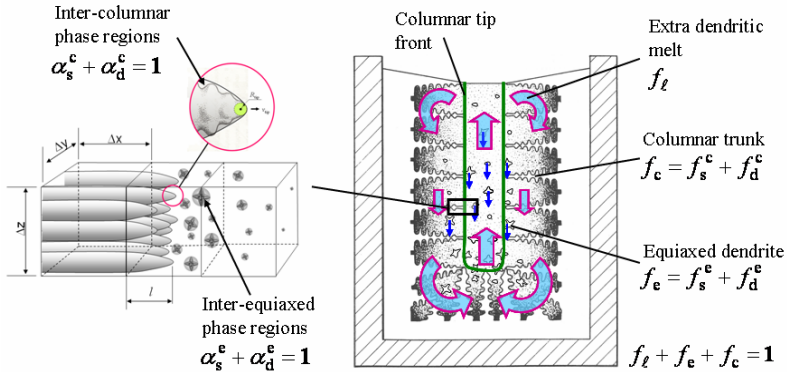 Inter-columnar
phase regions
α_s^c + α_d^c = 1
Δx
Δy
Δz
l
Inter-equiaxed
phase regions
α_s^e + α_d^e = 1
Columnar tip
front
Extra dendritic
melt
f_ℓ
Columnar trunk
f_c = f_s^c + f_d^c
Equiaxed dendrite
f_e = f_s^e + f_d^e
f_ℓ + f_e + f_c = 1